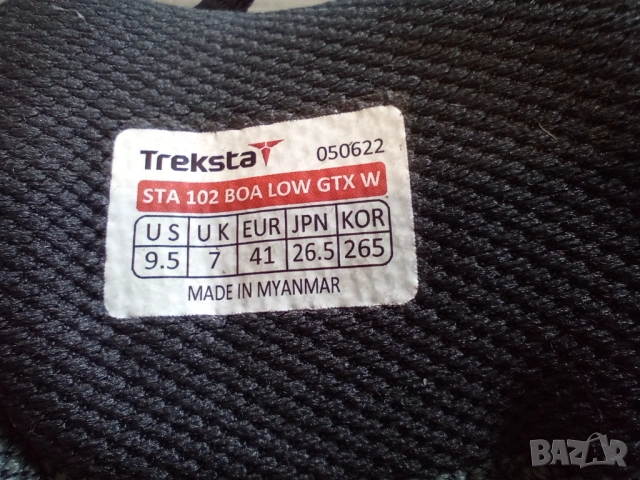 Treksta 050622
STA 102 BOA LOW GTX W
US UK EUR JPN KOR
9.5 7 41 26.5 265
MADE IN MYANMAR
BAZAR